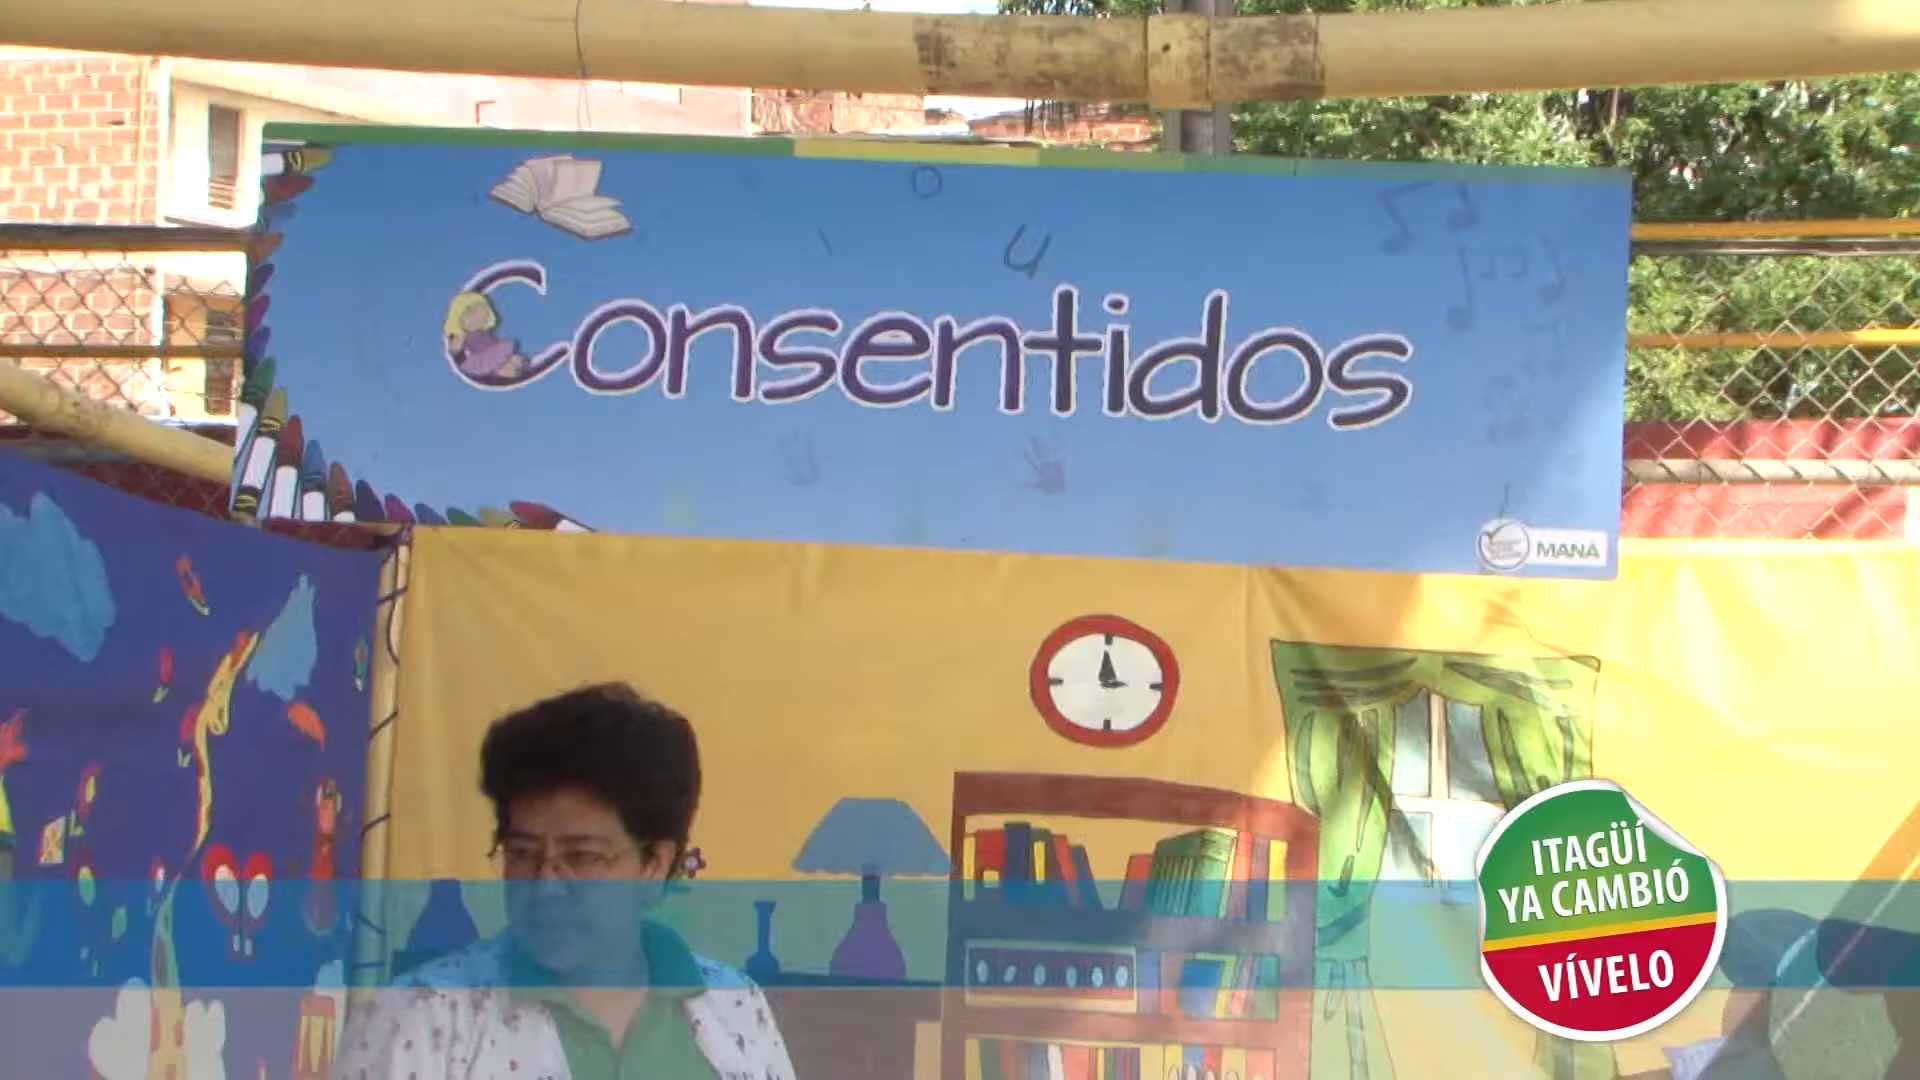 o
u
Consentidos
MANÁ
ITAGÜÍ
YA CAMBIÓ
VÍVELO